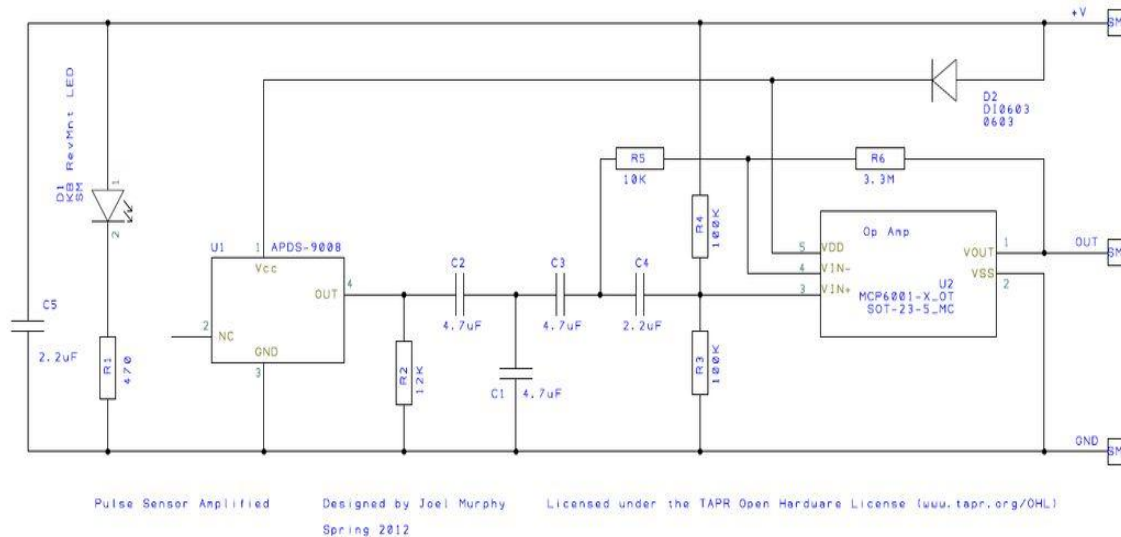 +V
SM
D2
DI0603
0603
D1
KB RevMnt LED
SM
1
2
R5
10K
R6
3.3M
R4
100K
Op Amp
U1
1
APDS-9008
Vcc
OUT
4
2
NC
GND
3
C2
4.7uF
C3
4.7uF
C4
2.2uF
5
VDD
4
VIN-
3
VIN+
VOUT
1
VSS
2
U2
MCP6001-X_OT
SOT-23-5_MC
OUT
SM
C5
2.2uF
R1
470
R2
12K
C1
4.7uF
R3
100K
GND
SM
Pulse Sensor Amplified
Designed by Joel Murphy
Licensed under the TAPR Open Hardware License (www.tapr.org/OHL)
Spring 2012